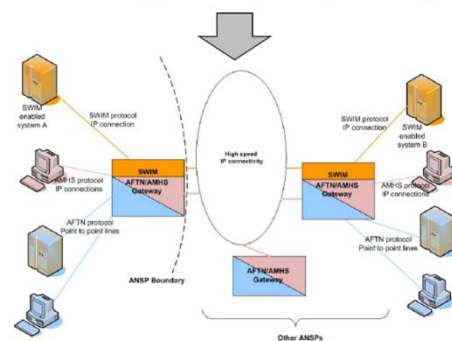 SWIM
enabled
system A
SWIM protocol
IP connection
AMHS protocol
IP connections
AFTN protocol
Point to point lines
SWIM
AFTN/AMHS
Gateway
ANSP Boundary
High speed
IP connectivity
SWIM
AFTN/AMHS
Gateway
AFTN/AMHS
Gateway
Other ANSPs
SWIM protocol
IP connection
SWIM
enabled
system B
AMHS protocol
IP connections
AFTN protocol
Point to point lines